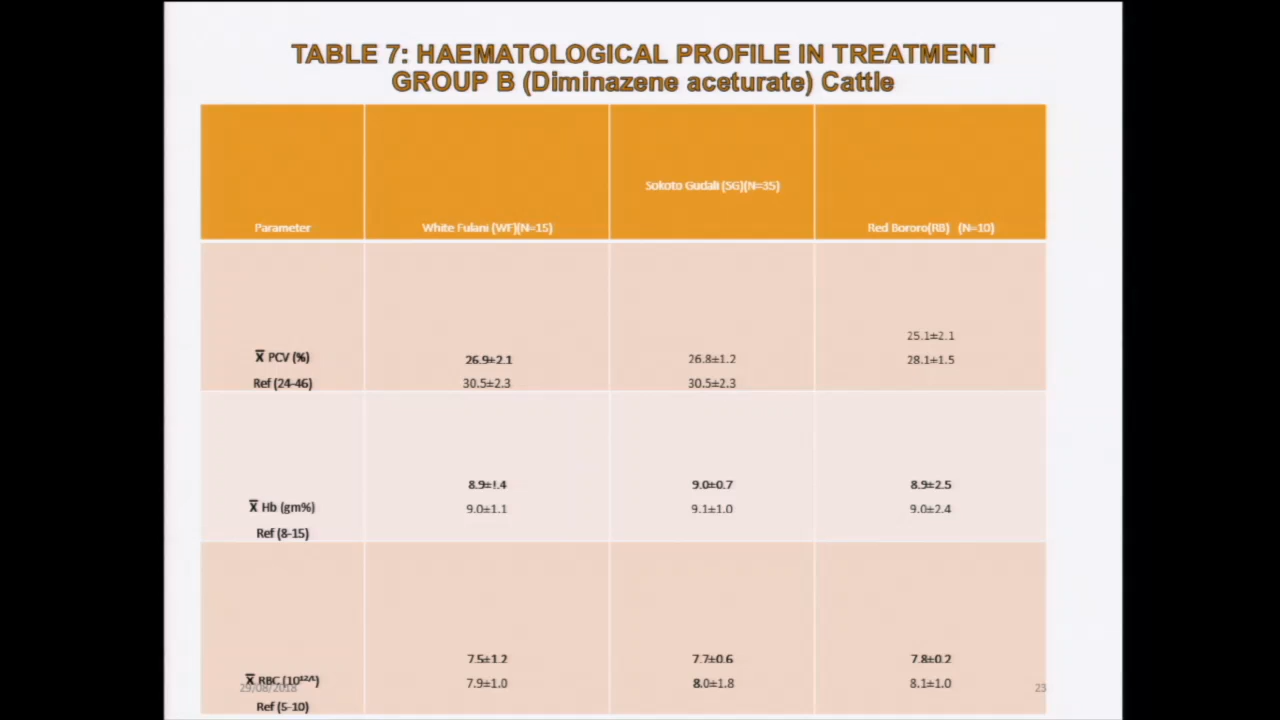 TABLE 7: HAEMATOLOGICAL PROFILE IN TREATMENT
GROUP B (Diminazene aceturate) Cattle
Parameter
White Fulani (WF)(N=15)
Sokoto Gudali (SG)(N=35)
Red Bororo(RB) (N=10)
X̅ PCV (%)
Ref (24-46)
26.9±2.1
30.5±2.3
26.8±1.2
30.5±2.3
25.1±2.1
28.1±1.5
X̅ Hb (gm%)
Ref (8-15)
8.9±!.4
9.0±1.1
9.0±0.7
9.1±1.0
8.9±2.5
9.0±2.4
X̅ RBC (10¹²/ᴸ)
Ref (5-10)
7.5±1.2
7.9±1.0
7.7±0.6
8.0±1.8
7.8±0.2
8.1±1.0
29/08/2018
23